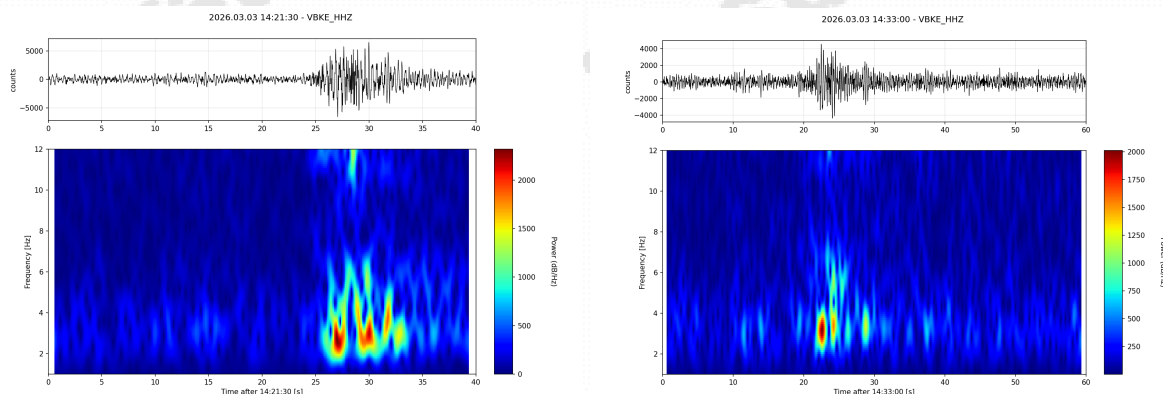 2026.03.03 14:21:30 - VBKE_HHZ
counts
5000
0
−5000
0 5 10 15 20 25 30 35 40
Frequency [Hz]
12
10
8
6
4
2
0 5 10 15 20 25 30 35 40
Time after 14:21:30 [s]
2000
1500
1000
500
0
Power (dB/Hz)
2026.03.03 14:33:00 - VBKE_HHZ
counts
4000
2000
0
−2000
−4000
0 10 20 30 40 50 60
Frequency [Hz]
12
10
8
6
4
2
0 10 20 30 40 50 60
Time after 14:33:00 [s]
2000
1750
1500
1250
1000
750
500
250